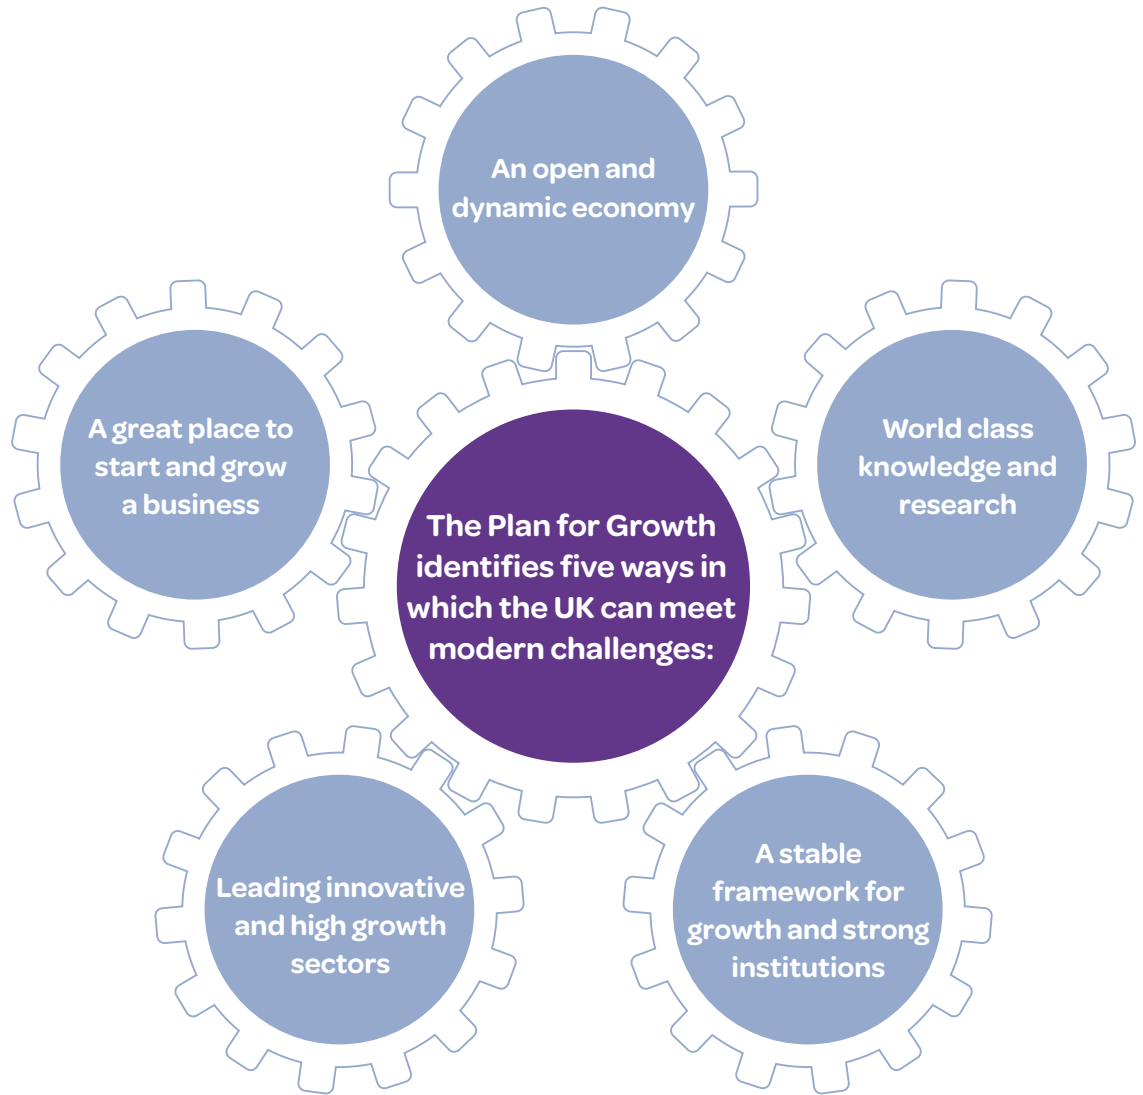 An open and
dynamic economy
A great place to
start and grow
a business
World class
knowledge and
research
The Plan for Growth
identifies five ways in
which the UK can meet
modern challenges:
Leading innovative
and high growth
sectors
A stable
framework for
growth and strong
institutions